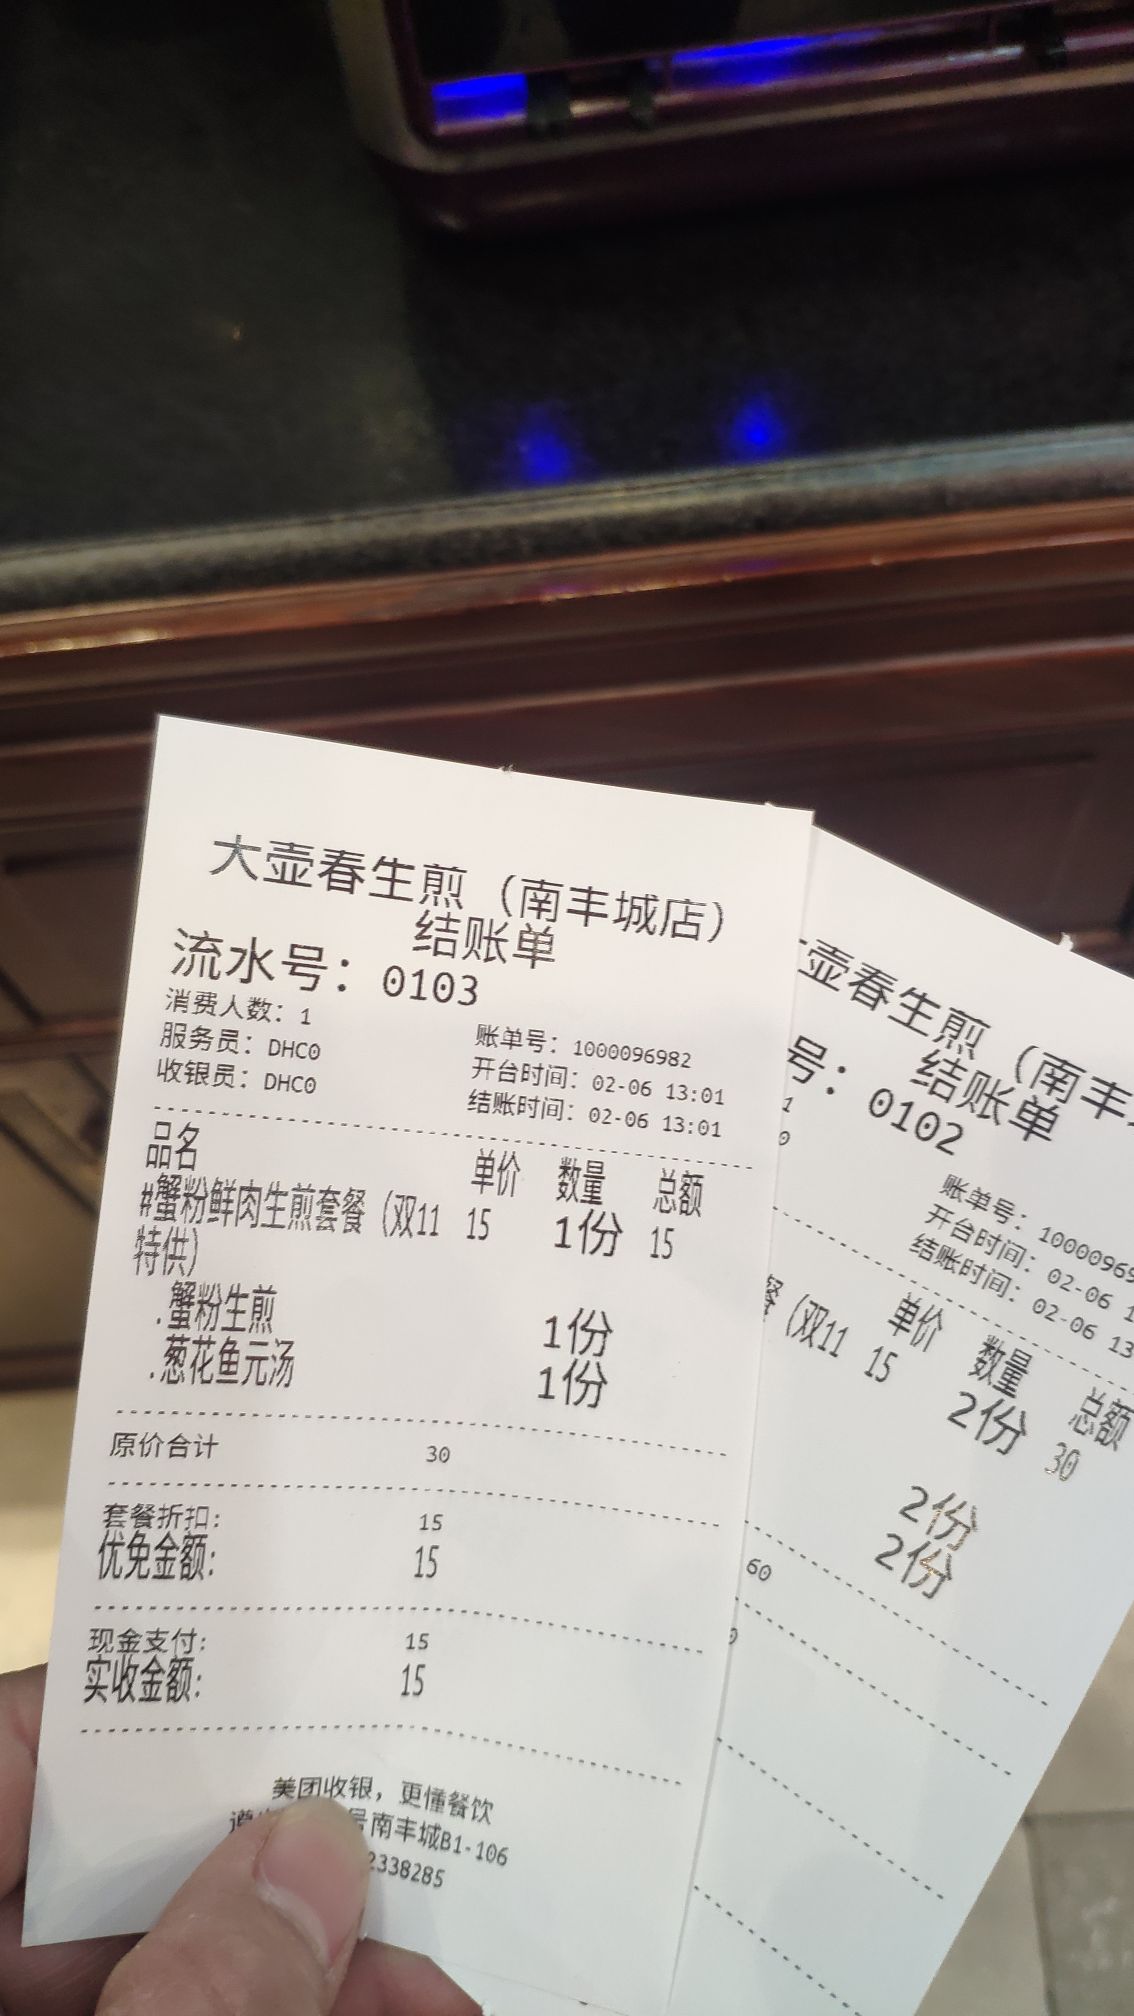 大壶春生煎（南丰城店）
结账单
流水号：0103
消费人数：1
服务员：DHC0
收银员：DHC0
账单号：1000096982
开台时间：02-06 13:01
结账时间：02-06 13:01
品名 单价 数量 总额
#蟹粉鲜肉生煎套餐（双11 15 1份 15
特供）
.蟹粉生煎 1份
.葱花鱼元汤 1份
原价合计 30
套餐折扣： 15
优免金额： 15
现金支付： 15
实收金额： 15
美团收银，更懂餐饮
号南丰城B1-106
2338285
壶春生煎（南丰
结账单
号：0102
1
0
账单号：10000969
开台时间：02-06 1
结账时间：02-06 13
单价 数量 总额
餐（双11 15 2份 30
2份
2份
60